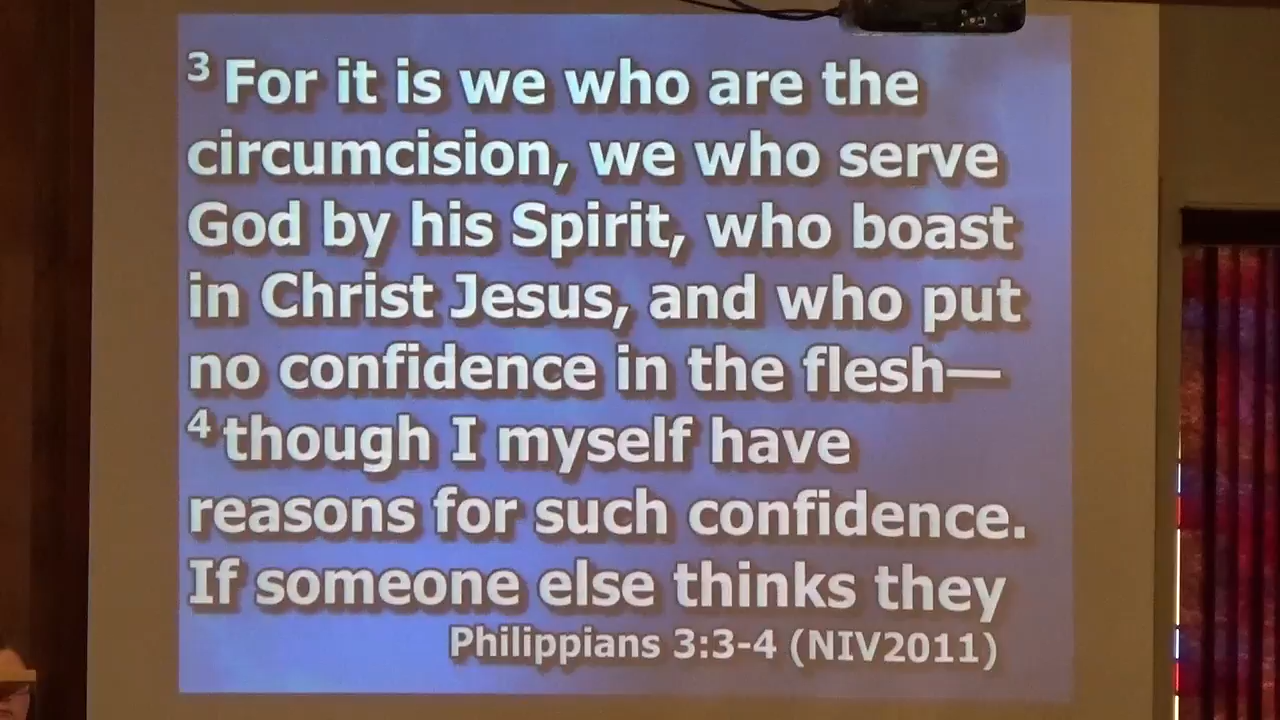 3 For it is we who are the
circumcision, we who serve
God by his Spirit, who boast
in Christ Jesus, and who put
no confidence in the flesh—
4 though I myself have
reasons for such confidence.
If someone else thinks they
Philippians 3:3-4 (NIV2011)